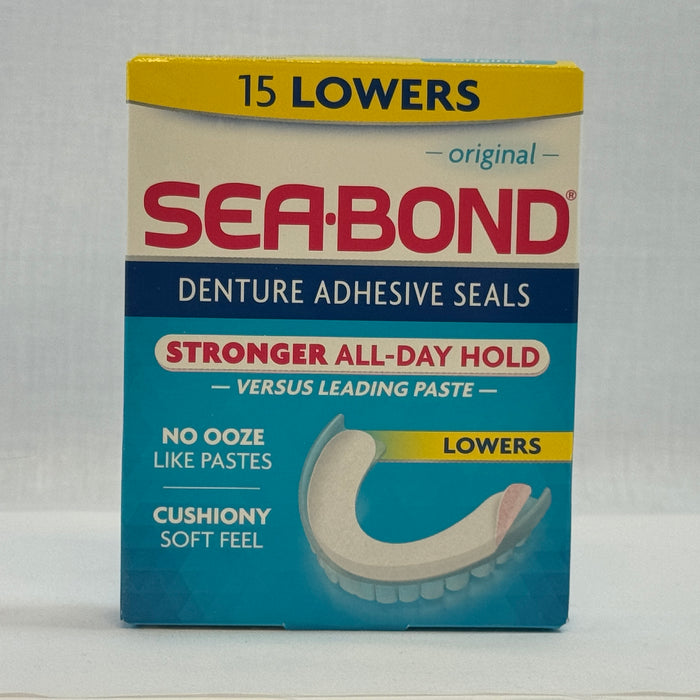 15 LOWERS
– original –
SEA·BOND®
DENTURE ADHESIVE SEALS
STRONGER ALL-DAY HOLD
– VERSUS LEADING PASTE –
NO OOZE
LIKE PASTES
LOWERS
CUSHIONY
SOFT FEEL